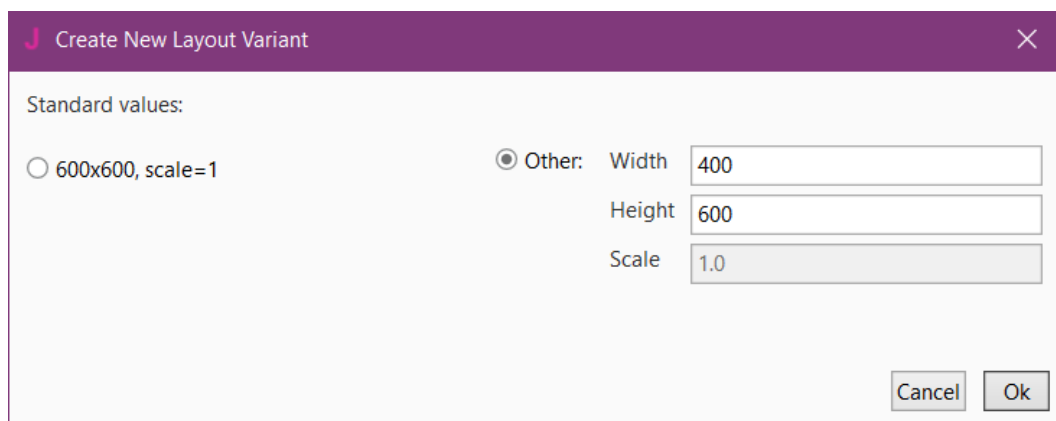 J Create New Layout Variant
Standard values:
600x600, scale=1
Other: Width 400
Height 600
Scale 1.0
Cancel Ok